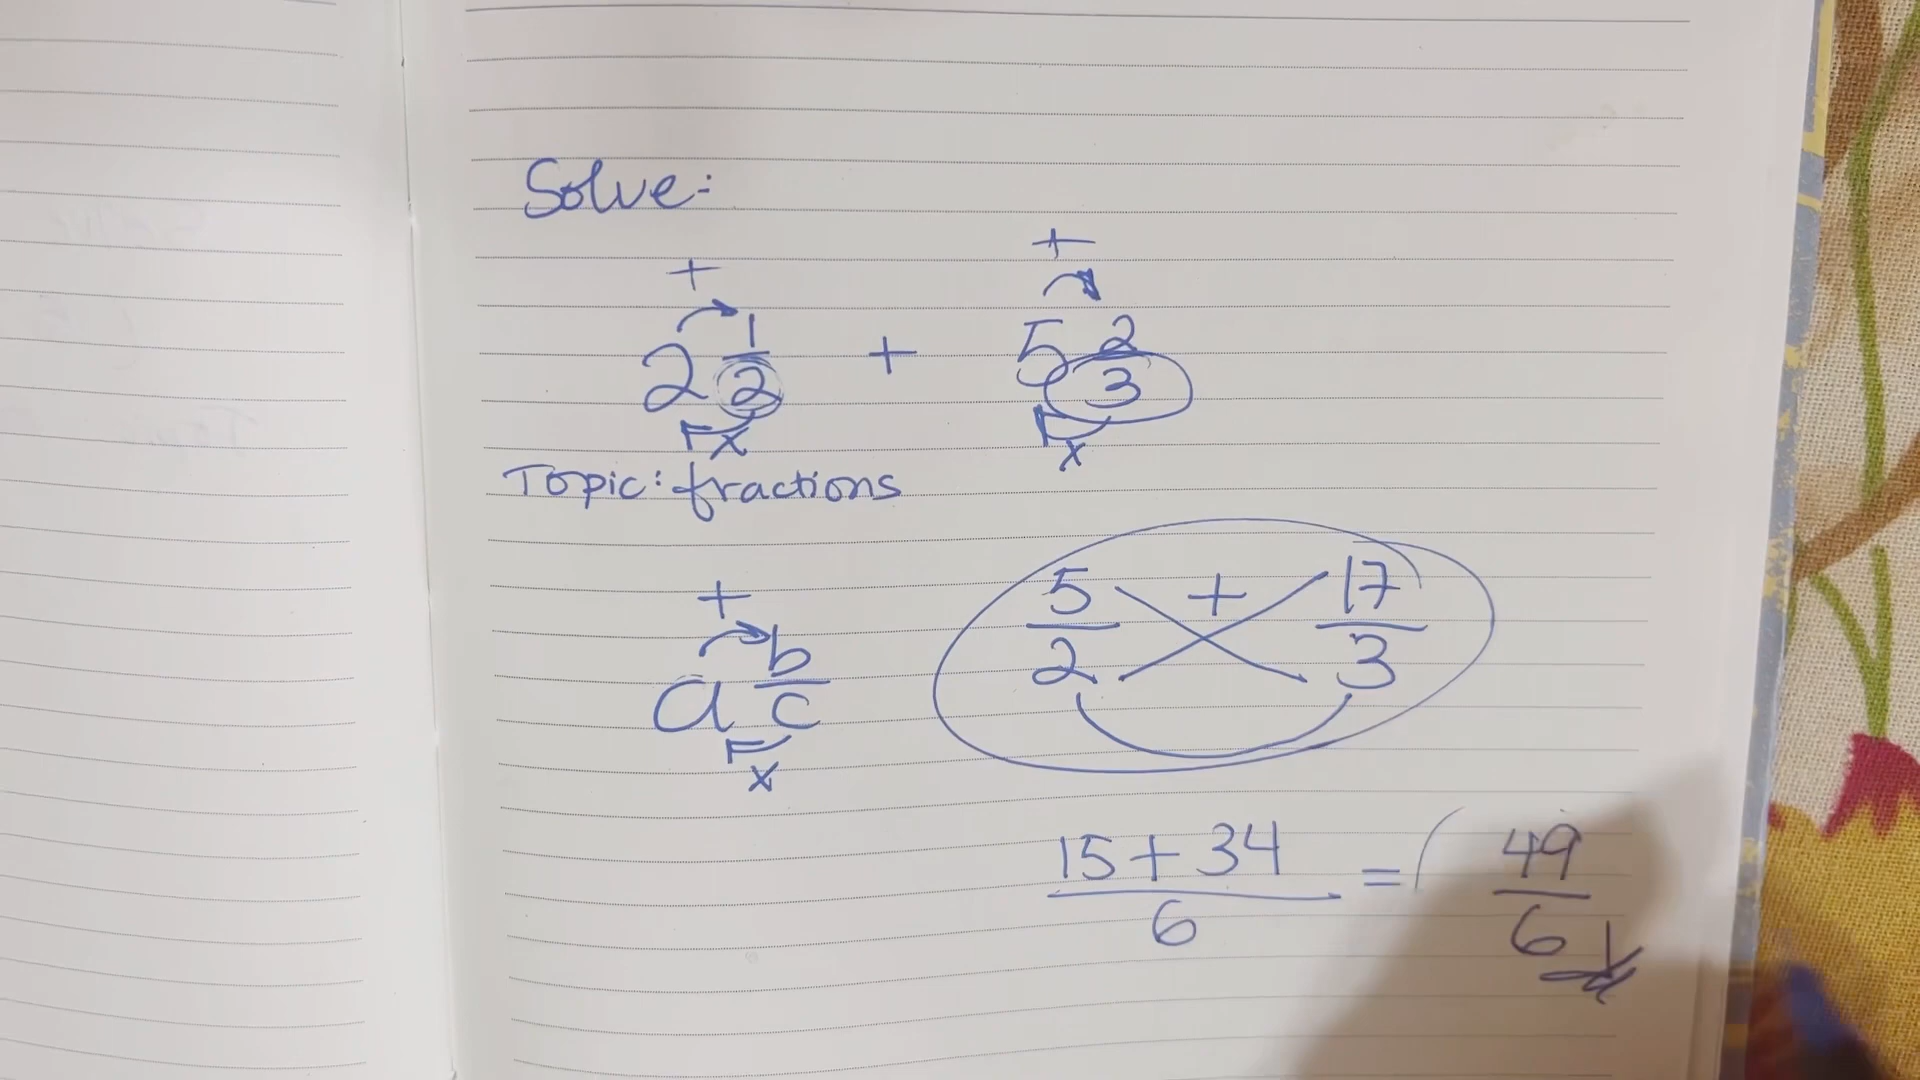 Solve:
+ +
2 1/2 + 5 2/3
x x
Topic: fractions
+
a b/c
x
5/2 + 17/3
15 + 34/6 = 49/6